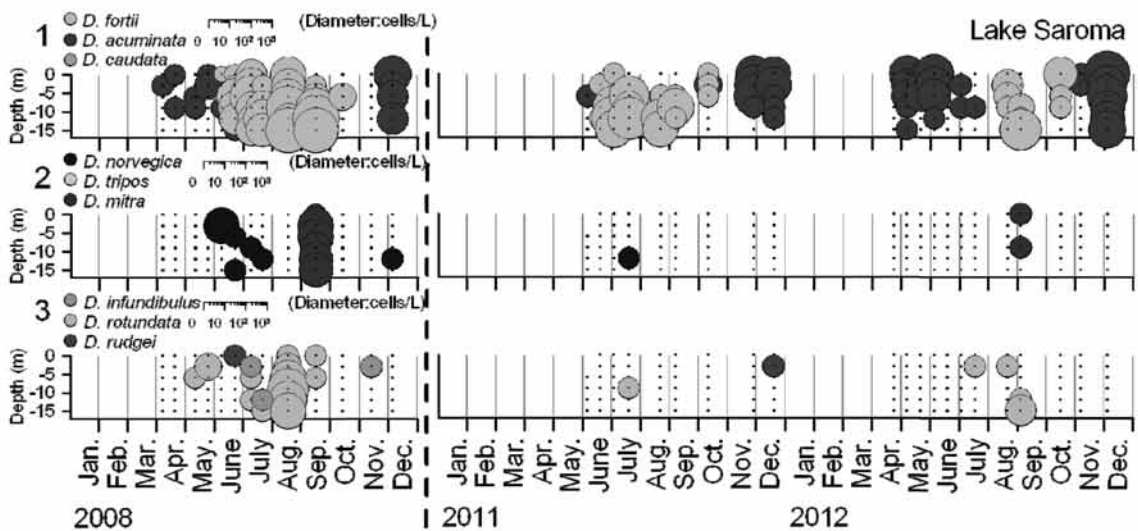 Lake Saroma
1
D. fortii
D. acuminata
D. caudata
0 10 10² 10³
(Diameter:cells/L)
Depth (m)
0
-5
-10
-15
2
D. norvegica
D. tripos
D. mitra
0 10 10² 10³
(Diameter:cells/L)
Depth (m)
0
-5
-10
-15
3
D. infundibulus
D. rotundata
D. rudgei
0 10 10² 10³
(Diameter:cells/L)
Depth (m)
0
-5
-10
-15
Jan. Feb. Mar. Apr. May. June July Aug. Sep. Oct. Nov. Dec.
Jan. Feb. Mar. Apr. May. June July Aug. Sep. Oct. Nov. Dec.
Jan. Feb. Mar. Apr. May. June July Aug. Sep. Oct. Nov. Dec.
2008 2011 2012